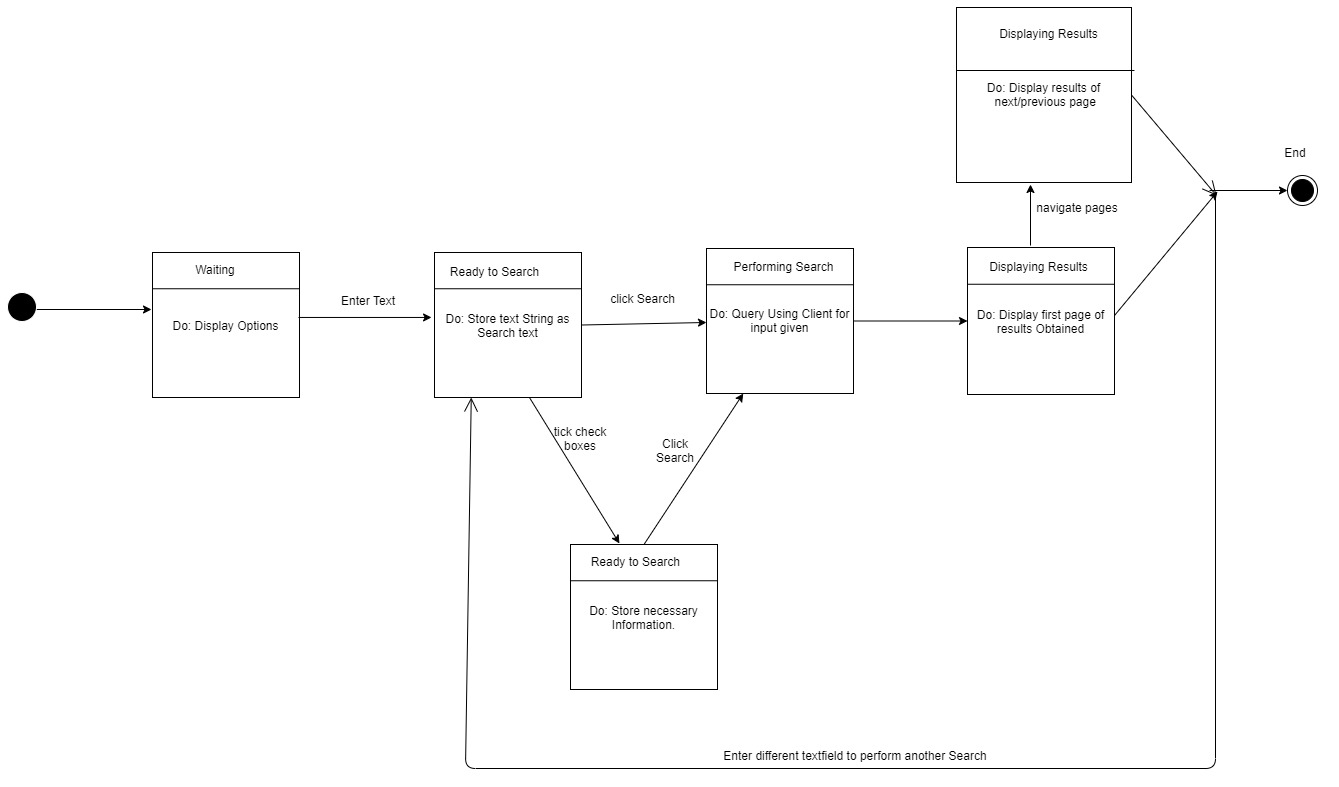 Displaying Results
Do: Display results of
next/previous page
End
navigate pages
Waiting
Do: Display Options
Enter Text
Ready to Search
Do: Store text String as
Search text
click Search
Performing Search
Do: Query Using Client for
input given
Displaying Results
Do: Display first page of
results Obtained
tick check
boxes
Click
Search
Ready to Search
Do: Store necessary
Information.
Enter different textfield to perform another Search